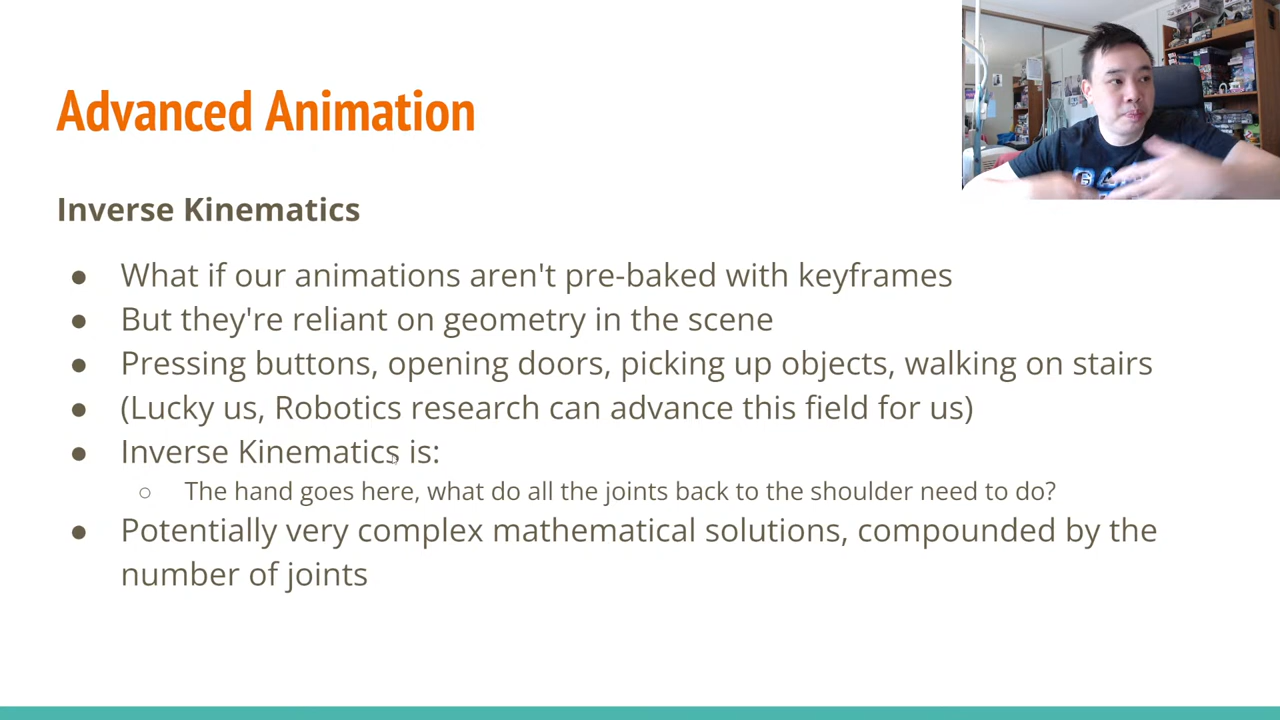 Advanced Animation
Inverse Kinematics
● What if our animations aren't pre-baked with keyframes
● But they're reliant on geometry in the scene
● Pressing buttons, opening doors, picking up objects, walking on stairs
● (Lucky us, Robotics research can advance this field for us)
● Inverse Kinematics is:
○ The hand goes here, what do all the joints back to the shoulder need to do?
● Potentially very complex mathematical solutions, compounded by the
number of joints